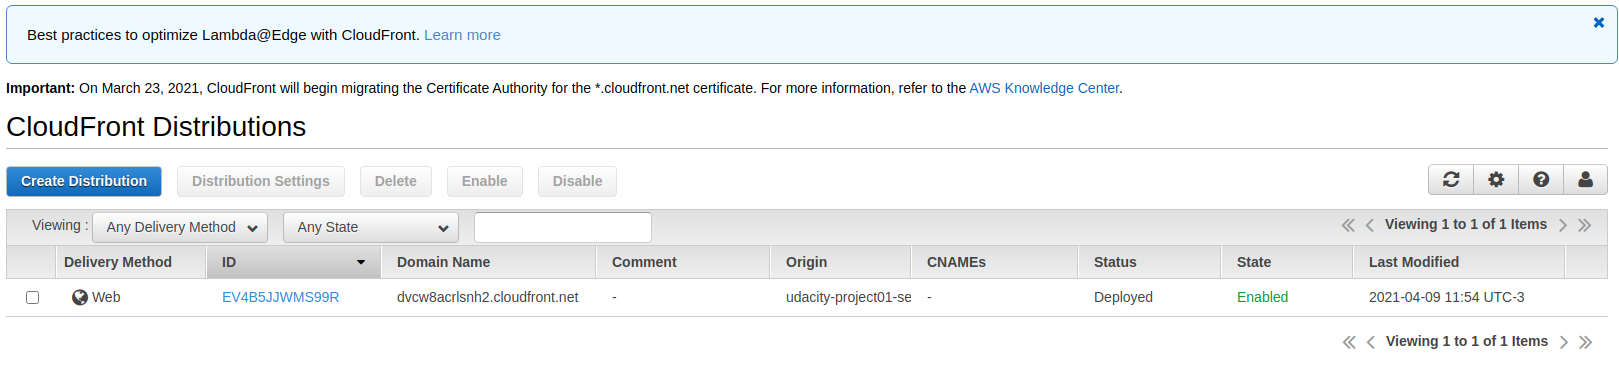 Best practices to optimize Lambda@Edge with CloudFront. Learn more
Important: On March 23, 2021, CloudFront will begin migrating the Certificate Authority for the *.cloudfront.net certificate. For more information, refer to the AWS Knowledge Center.
CloudFront Distributions
Create Distribution Distribution Settings Delete Enable Disable
Viewing : Any Delivery Method Any State Viewing 1 to 1 of 1 Items
Delivery Method ID Domain Name Comment Origin CNAMEs Status State Last Modified
Web EV4B5JJWMS99R dvcw8acrlsnh2.cloudfront.net - udacity-project01-se - Deployed Enabled 2021-04-09 11:54 UTC-3
Viewing 1 to 1 of 1 Items